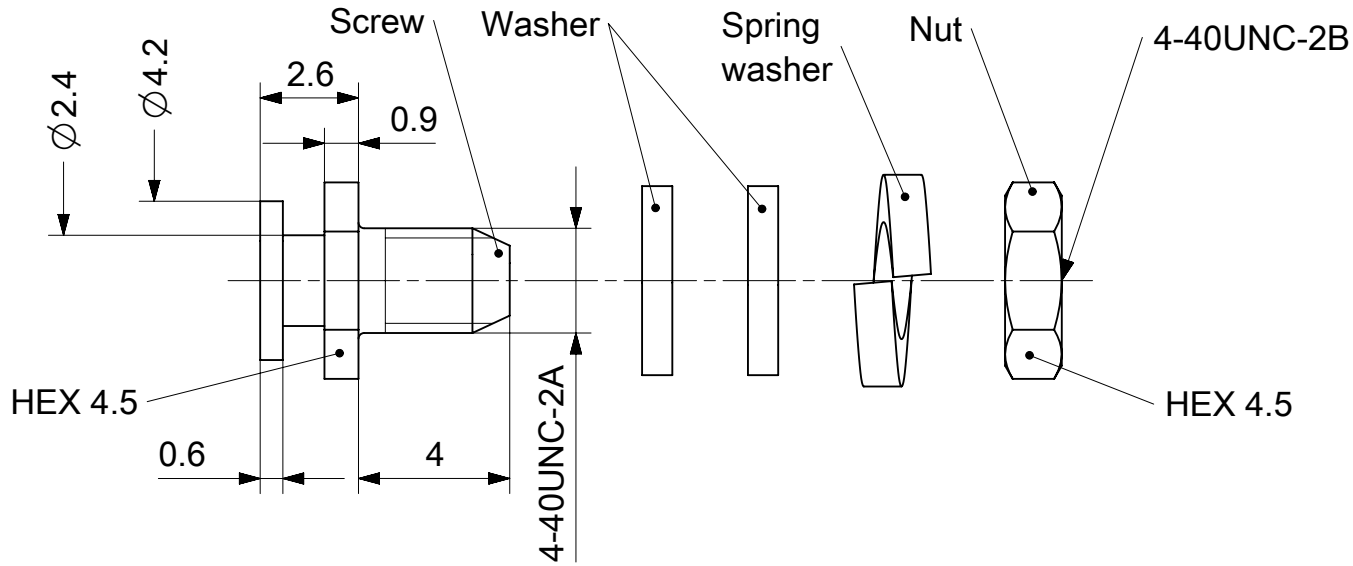 Screw
Washer
Spring
washer
Nut
4-40UNC-2B
2.6
Ø4.2
Ø2.4
0.9
HEX 4.5
HEX 4.5
0.6
4
4-40UNC-2A